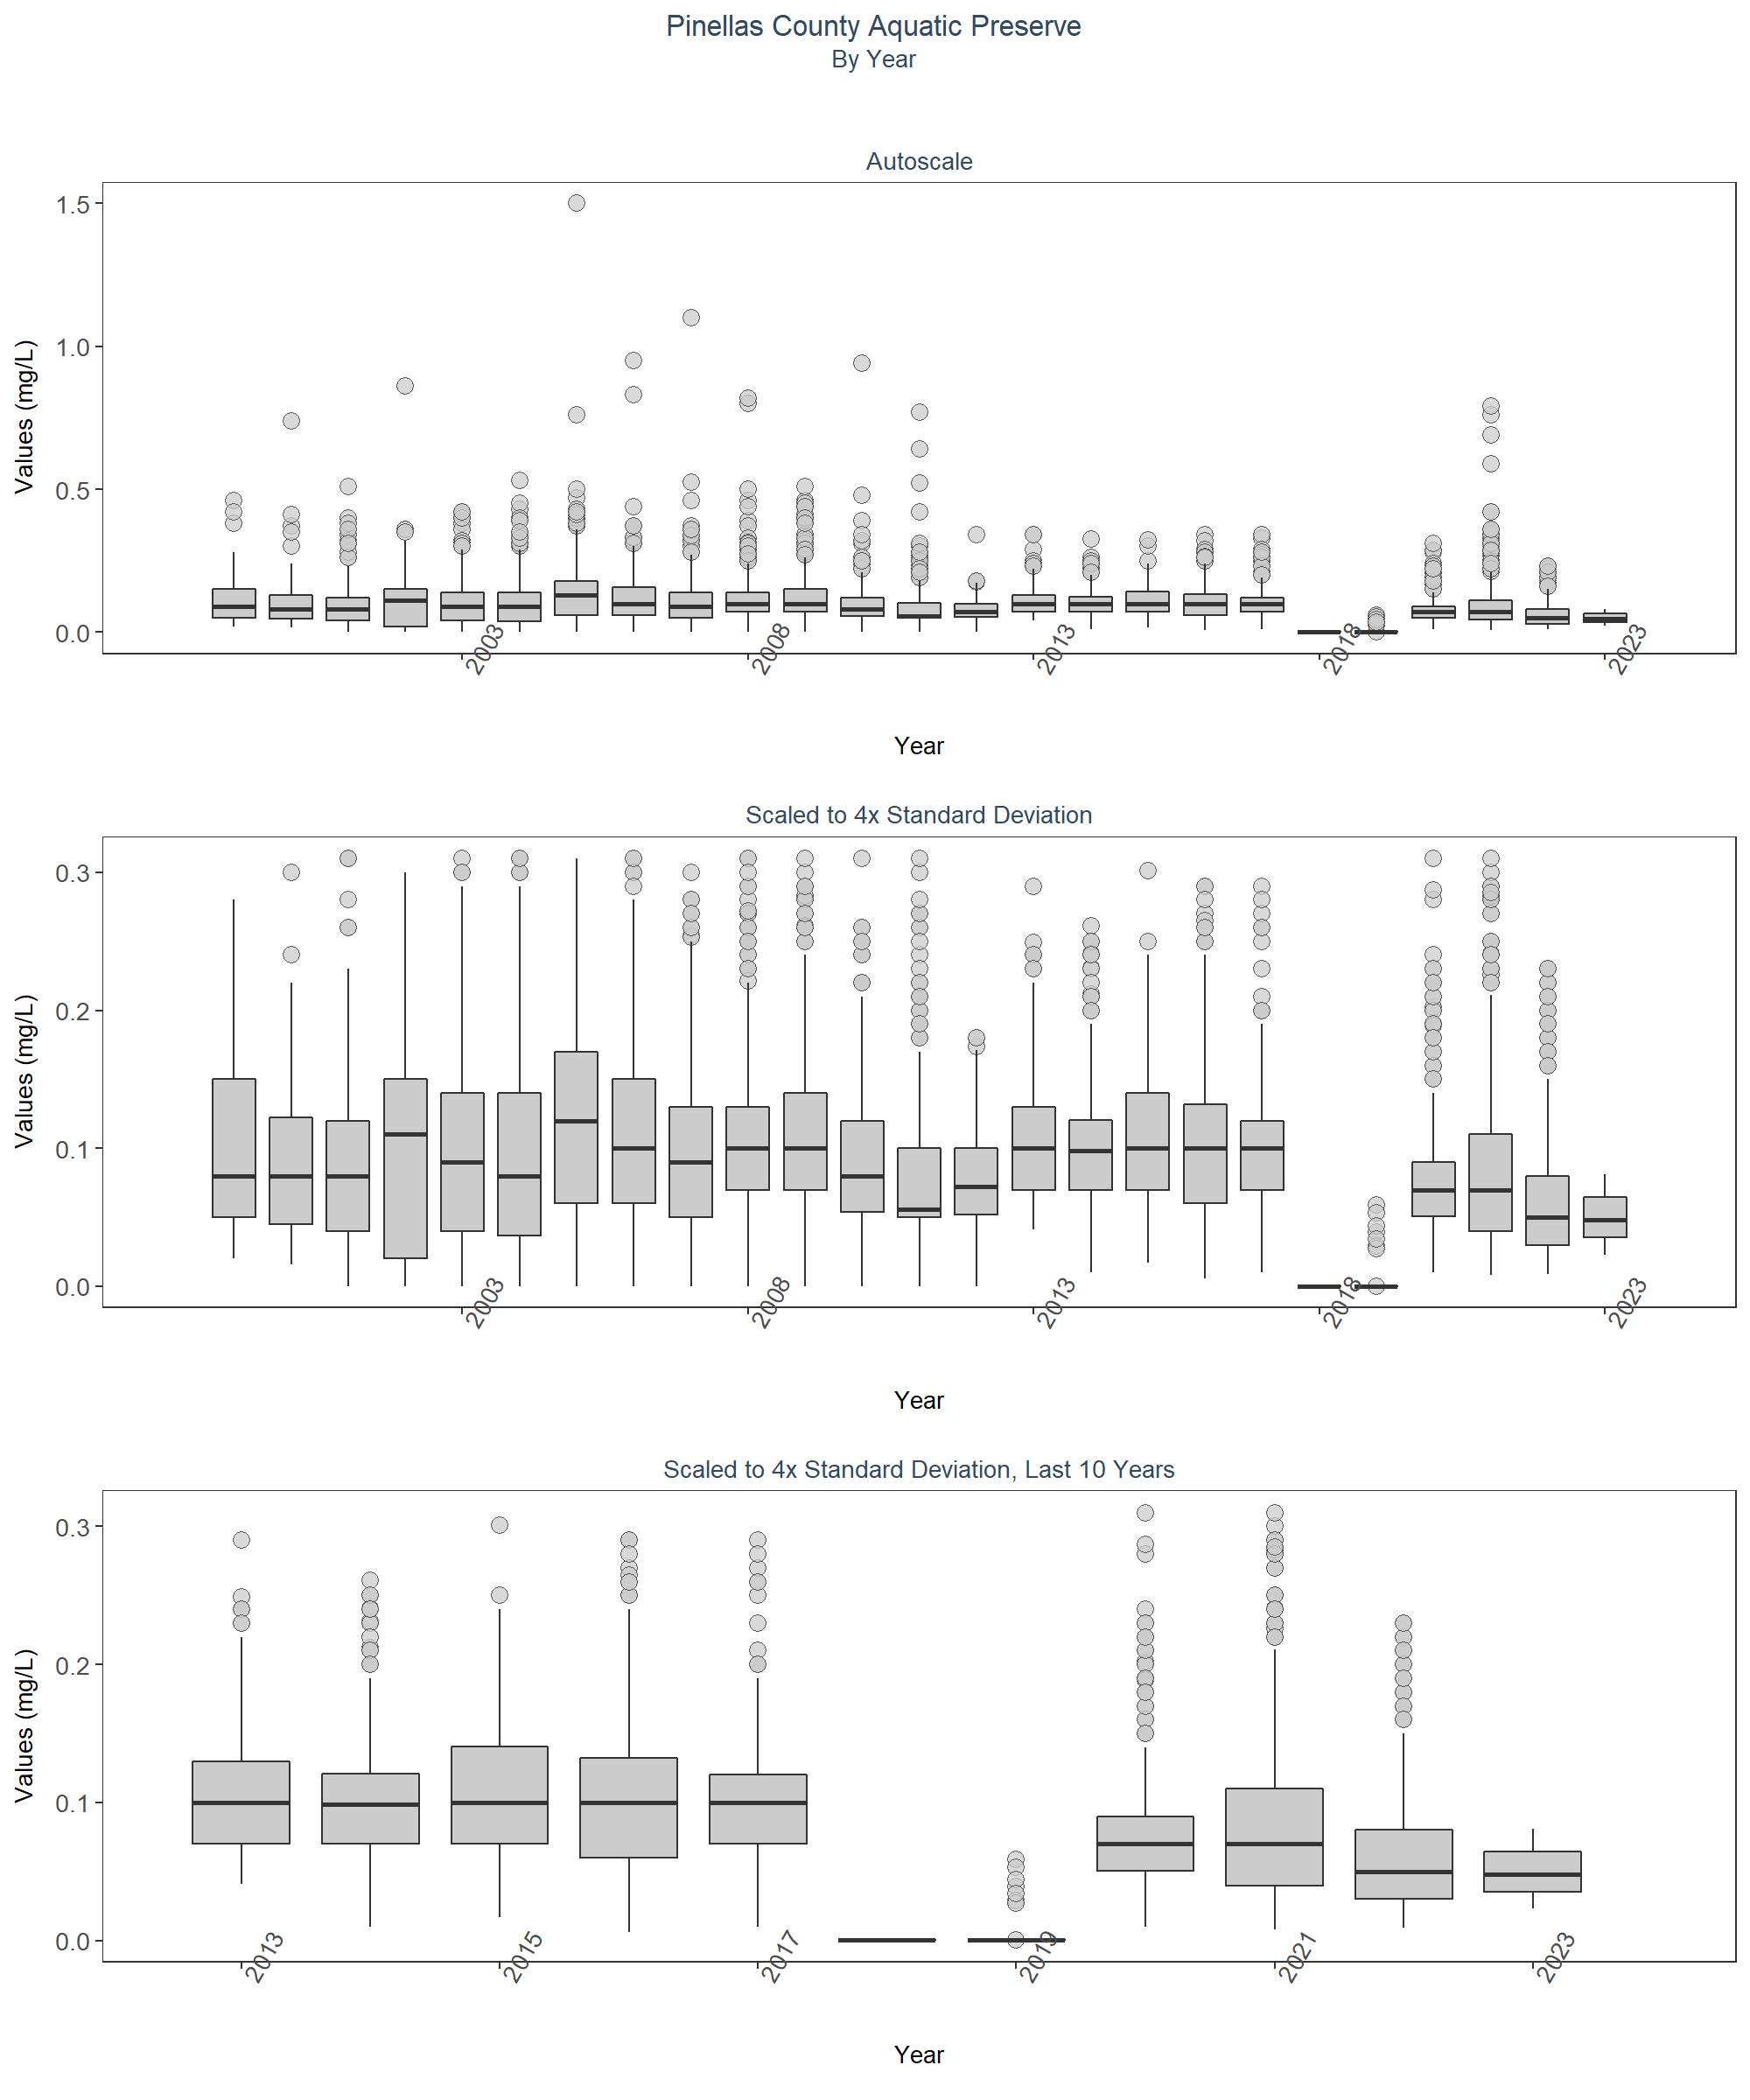 Pinellas County Aquatic Preserve
By Year
Autoscale
Values (mg/L)
1.5
1.0
0.5
0.0
2003
2008
2013
2018
2023
Year
Scaled to 4x Standard Deviation
Values (mg/L)
0.3
0.2
0.1
0.0
2003
2008
2013
2018
2023
Year
Scaled to 4x Standard Deviation, Last 10 Years
Values (mg/L)
0.3
0.2
0.1
0.0
2013
2015
2017
2019
2021
2023
Year